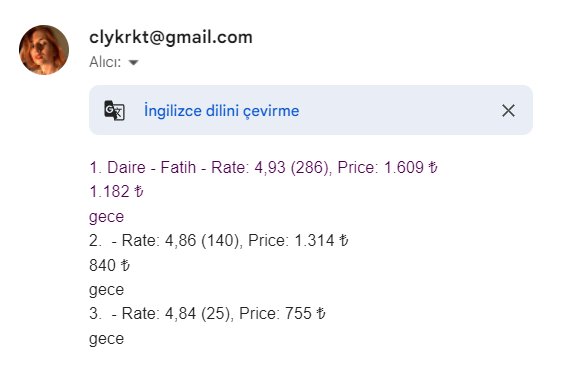 clykrkt@gmail.com
Alıcı:
İngilizce dilini çevirme
1. Daire - Fatih - Rate: 4,93 (286), Price: 1.609 ₺
1.182 ₺
gece
2.  - Rate: 4,86 (140), Price: 1.314 ₺
840 ₺
gece
3.  - Rate: 4,84 (25), Price: 755 ₺
gece